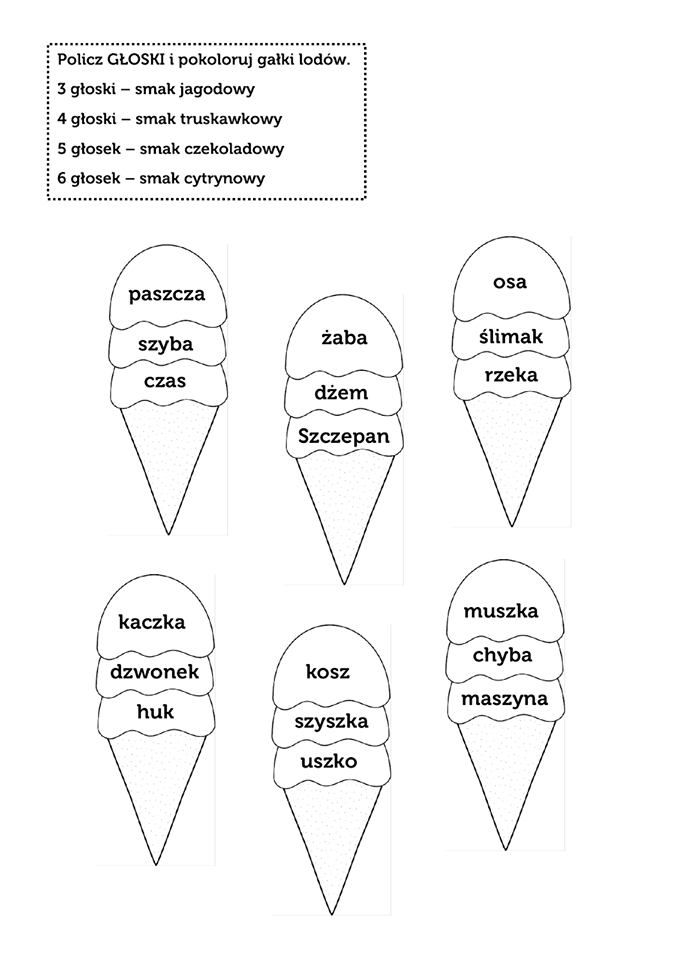 Policz GŁOSKI i pokoloruj gałki lodów.
3 głoski – smak jagodowy
4 głoski – smak truskawkowy
5 głosek – smak czekoladowy
6 głosek – smak cytrynowy
paszcza
szyba
czas
żaba
dżem
Szczepan
osa
ślimak
rzeka
kaczka
dzwonek
huk
kosz
szyszka
uszko
muszka
chyba
maszyna